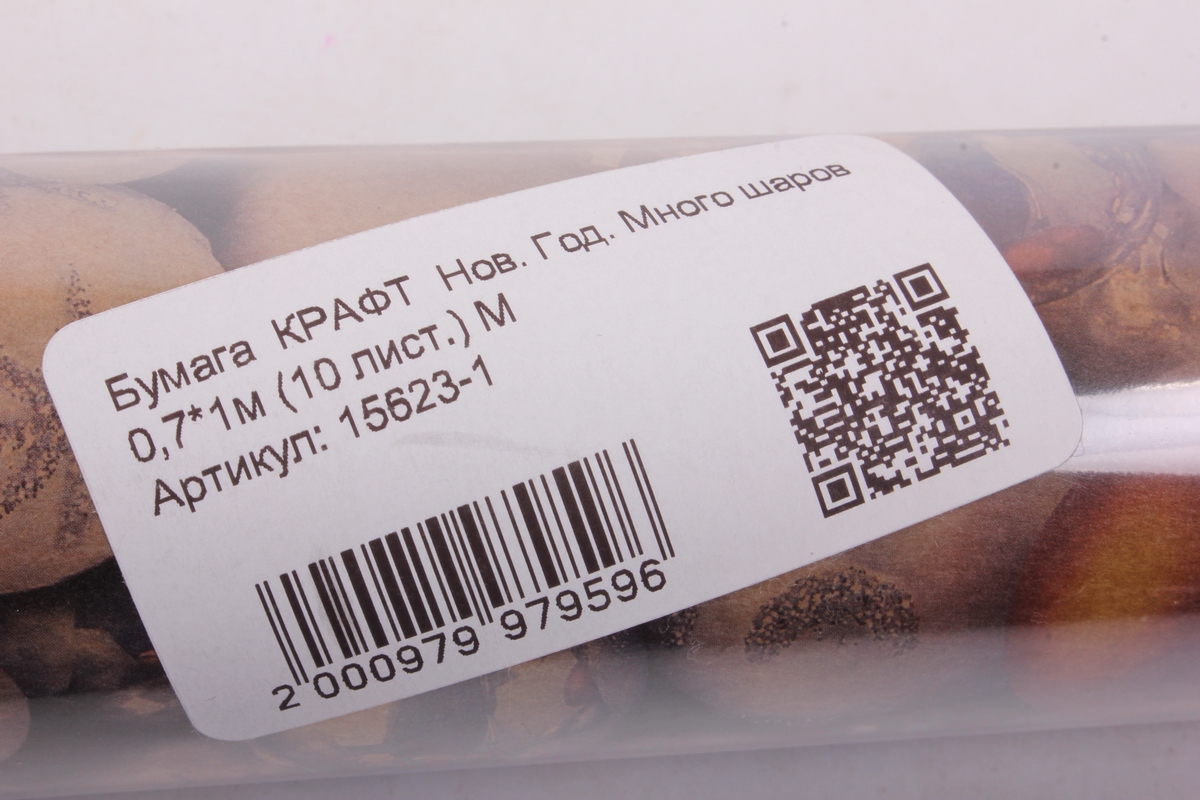 Бумага КРАФТ Нов. Год. Много шаров
0,7*1м (10 лист.) М
Артикул: 15623-1
2 000979 979596